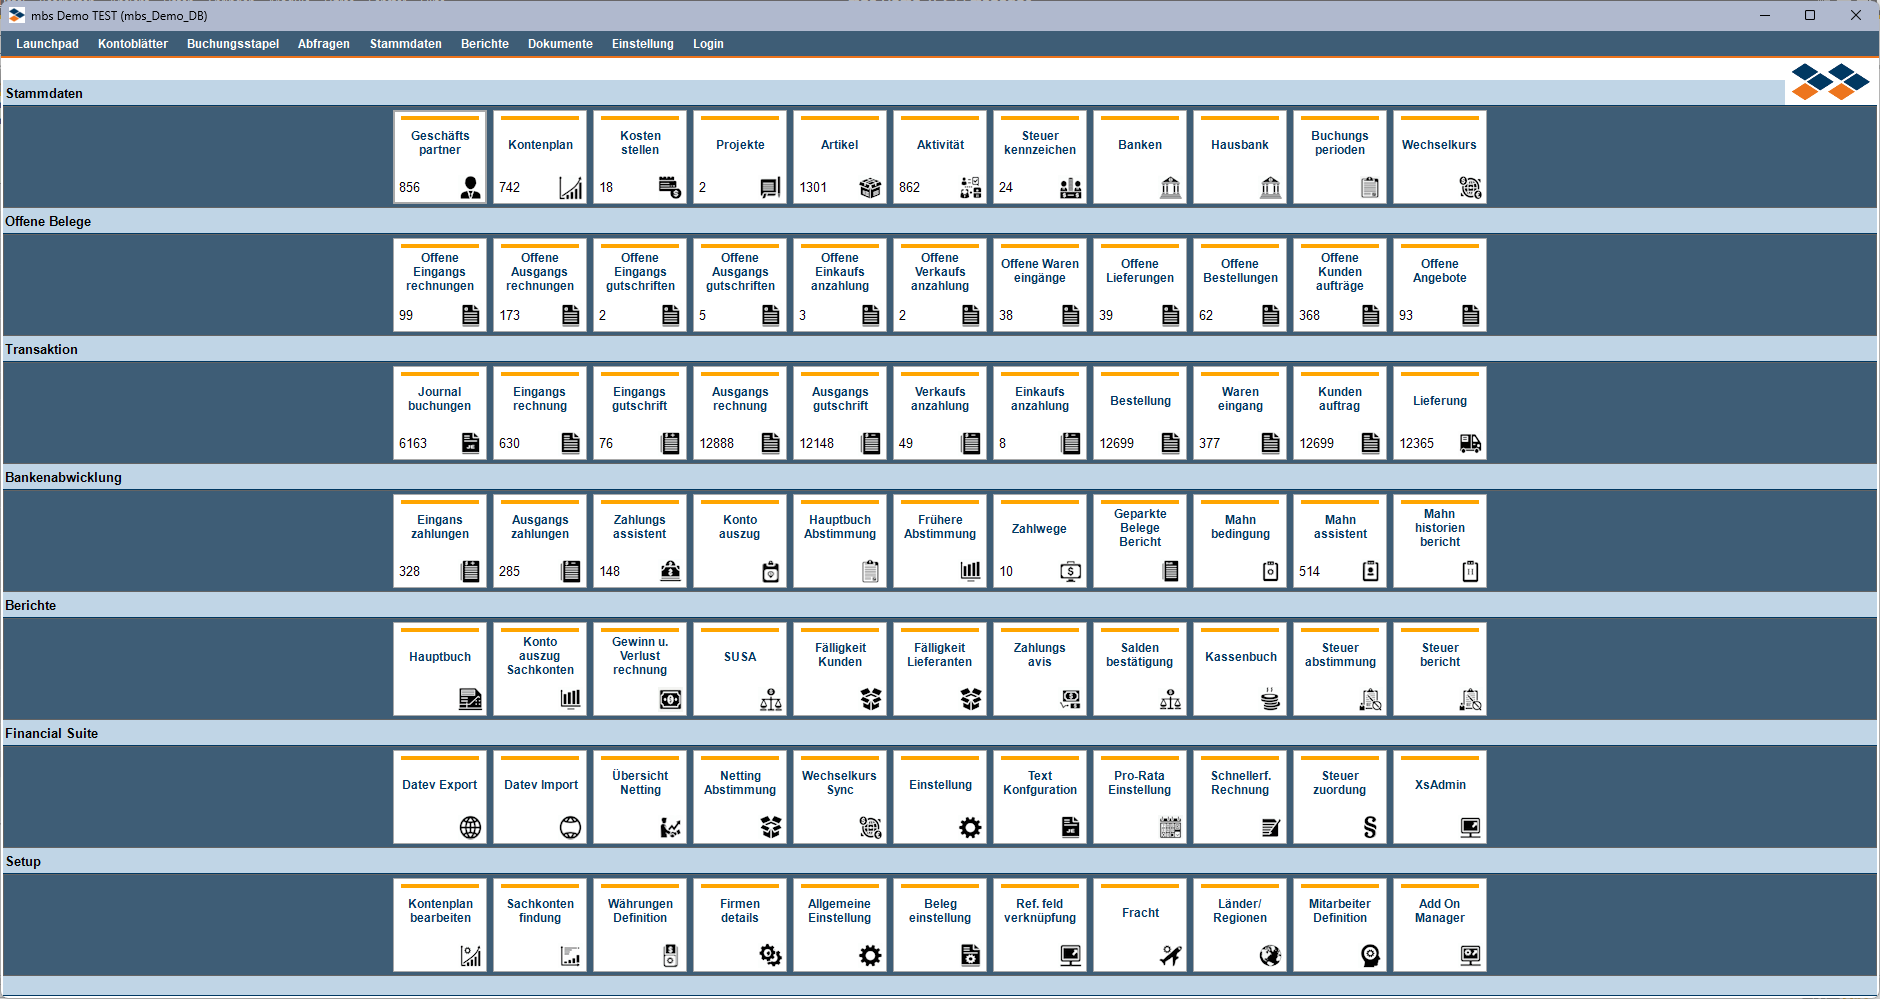 mbs Demo TEST (mbs_Demo_DB)
Launchpad Kontoblätter Buchungsstapel Abfragen Stammdaten Berichte Dokumente Einstellung Login
Stammdaten
Geschäfts
partner
856
Kontenplan
742
Kosten
stellen
18
Projekte
2
Artikel
1301
Aktivität
862
Steuer
kennzeichen
24
Banken
Hausbank
Buchungs
perioden
Wechselkurs
Offene Belege
Offene
Eingangs
rechnungen
99
Offene
Ausgangs
rechnungen
173
Offene
Eingangs
gutschriften
2
Offene
Ausgangs
gutschriften
5
Offene
Einkaufs
anzahlung
3
Offene
Verkaufs
anzahlung
2
Offene Waren
eingänge
38
Offene
Lieferungen
39
Offene
Bestellungen
62
Offene
Kunden
aufträge
368
Offene
Angebote
93
Transaktion
Journal
buchungen
6163
Eingangs
rechnung
630
Eingangs
gutschrift
76
Ausgangs
rechnung
12888
Ausgangs
gutschrift
12148
Verkaufs
anzahlung
49
Einkaufs
anzahlung
8
Bestellung
12699
Waren
eingang
377
Kunden
auftrag
12699
Lieferung
12365
Bankenabwicklung
Eingans
zahlungen
328
Ausgangs
zahlungen
285
Zahlungs
assistent
148
Konto
auszug
Hauptbuch
Abstimmung
Frühere
Abstimmung
Zahlwege
10
Geparkte
Belege
Bericht
Mahn
bedingung
Mahn
assistent
514
Mahn
historien
bericht
Berichte
Hauptbuch
Konto
auszug
Sachkonten
Gewinn u.
Verlust
rechnung
SUSA
Fälligkeit
Kunden
Fälligkeit
Lieferanten
Zahlungs
avis
Salden
bestätigung
Kassenbuch
Steuer
abstimmung
Steuer
bericht
Financial Suite
Datev Export
Datev Import
Übersicht
Netting
Netting
Abstimmung
Wechselkurs
Sync
Einstellung
Text
Konfguration
Pro-Rata
Einstellung
Schnellerf.
Rechnung
Steuer
zuordung
XsAdmin
Setup
Kontenplan
bearbeiten
Sachkonten
findung
Währungen
Definition
Firmen
details
Allgemeine
Einstellung
Beleg
einstellung
Ref. feld
verknüpfung
Fracht
Länder/
Regionen
Mitarbeiter
Definition
Add On
Manager